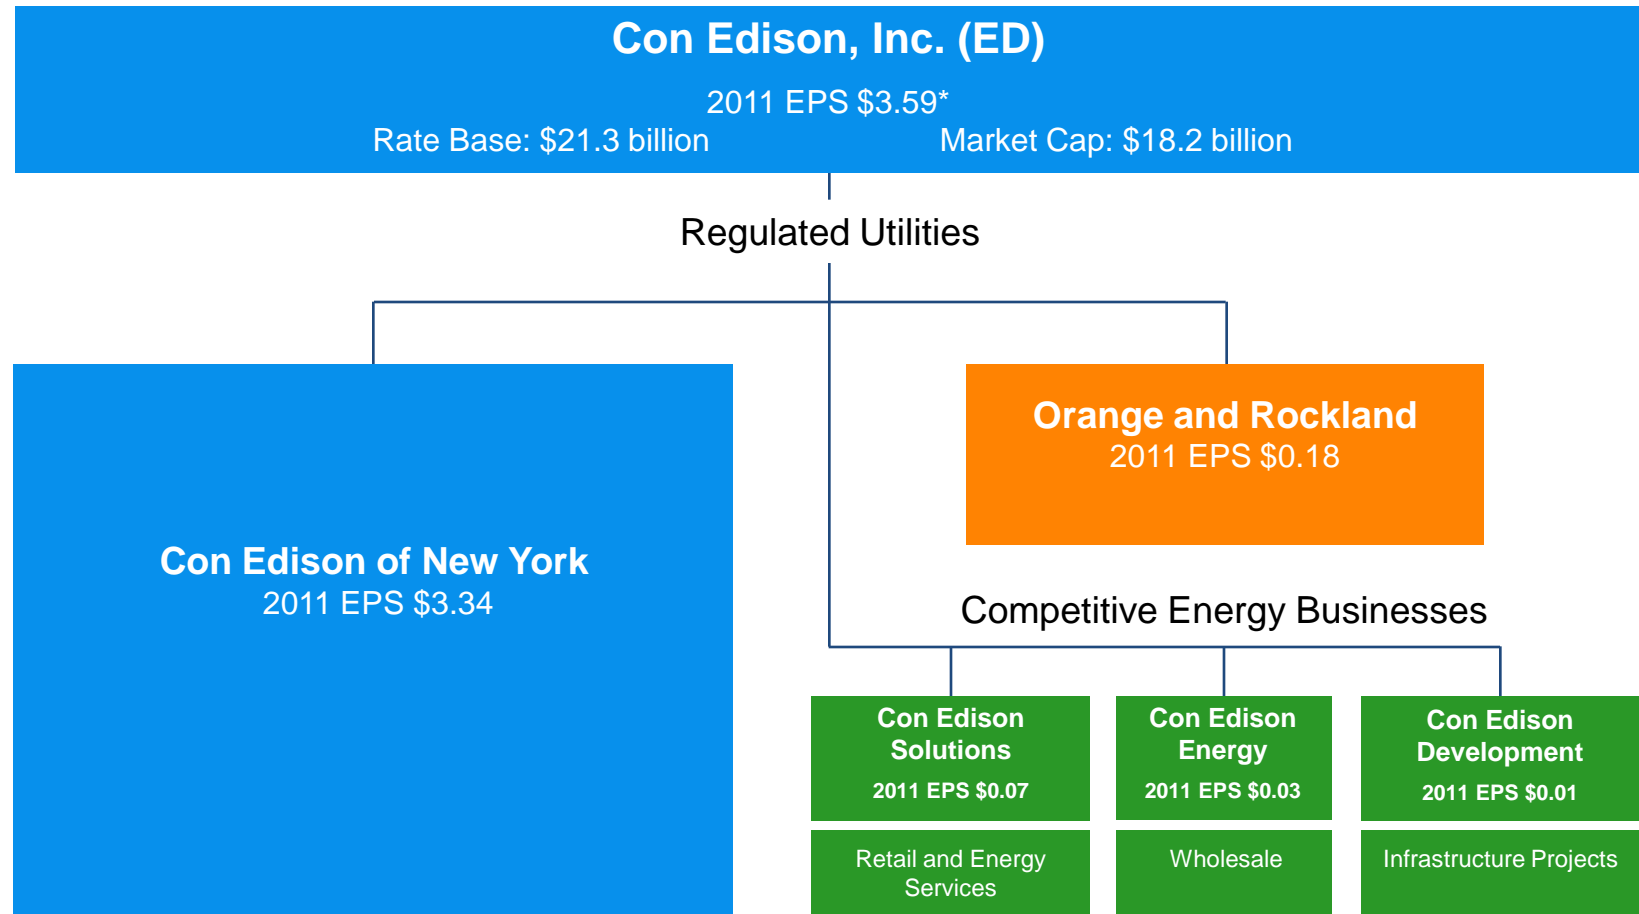 Con Edison, Inc. (ED)
2011 EPS $3.59*
Rate Base: $21.3 billion
Market Cap: $18.2 billion
Regulated Utilities
Con Edison of New York
2011 EPS $3.34
Orange and Rockland
2011 EPS $0.18
Competitive Energy Businesses
Con Edison
Solutions
2011 EPS $0.07
Retail and Energy
Services
Con Edison
Energy
2011 EPS $0.03
Wholesale
Con Edison
Development
2011 EPS $0.01
Infrastructure Projects